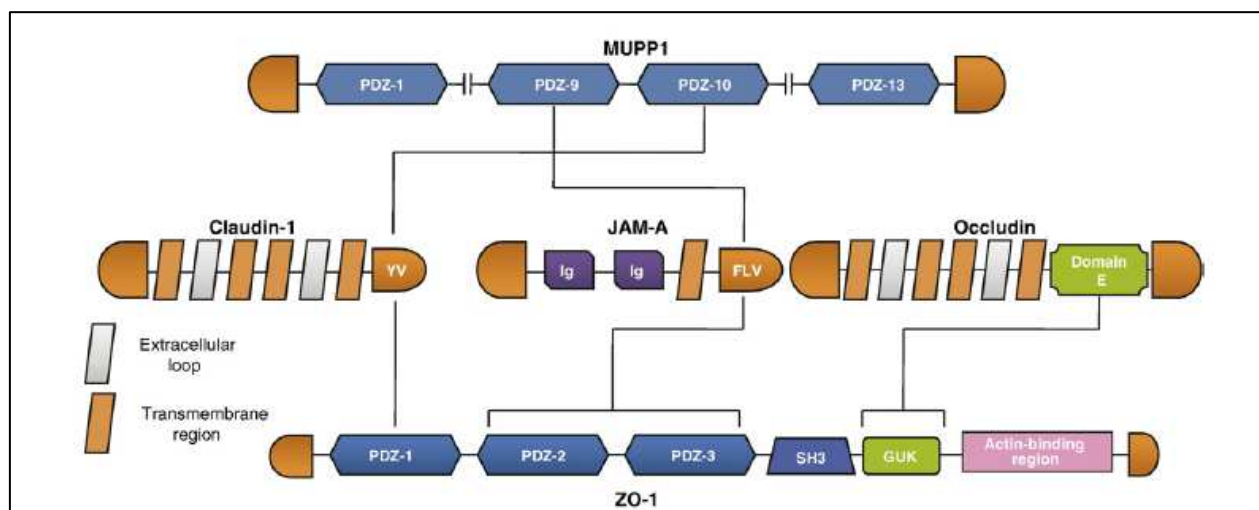 MUPP1
PDZ-1 PDZ-9 PDZ-10 PDZ-13
Claudin-1 JAM-A Occludin
YV Ig Ig FLV Domain
E
Extracellular
loop
Transmembrane
region
PDZ-1 PDZ-2 PDZ-3 SH3 GUK Actin-binding
region
ZO-1